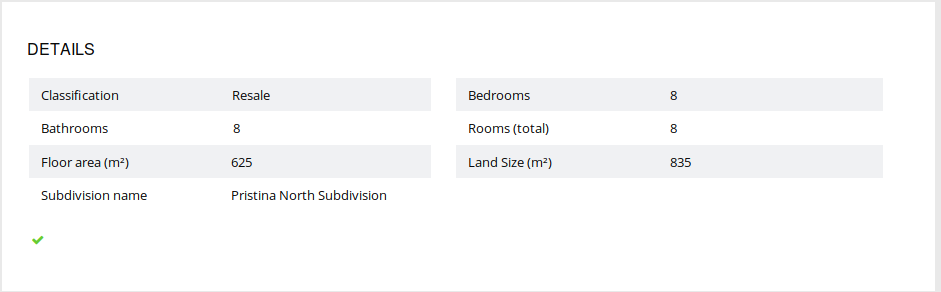 DETAILS
Classification Resale Bedrooms 8
Bathrooms 8 Rooms (total) 8
Floor area (m²) 625 Land Size (m²) 835
Subdivision name Pristina North Subdivision